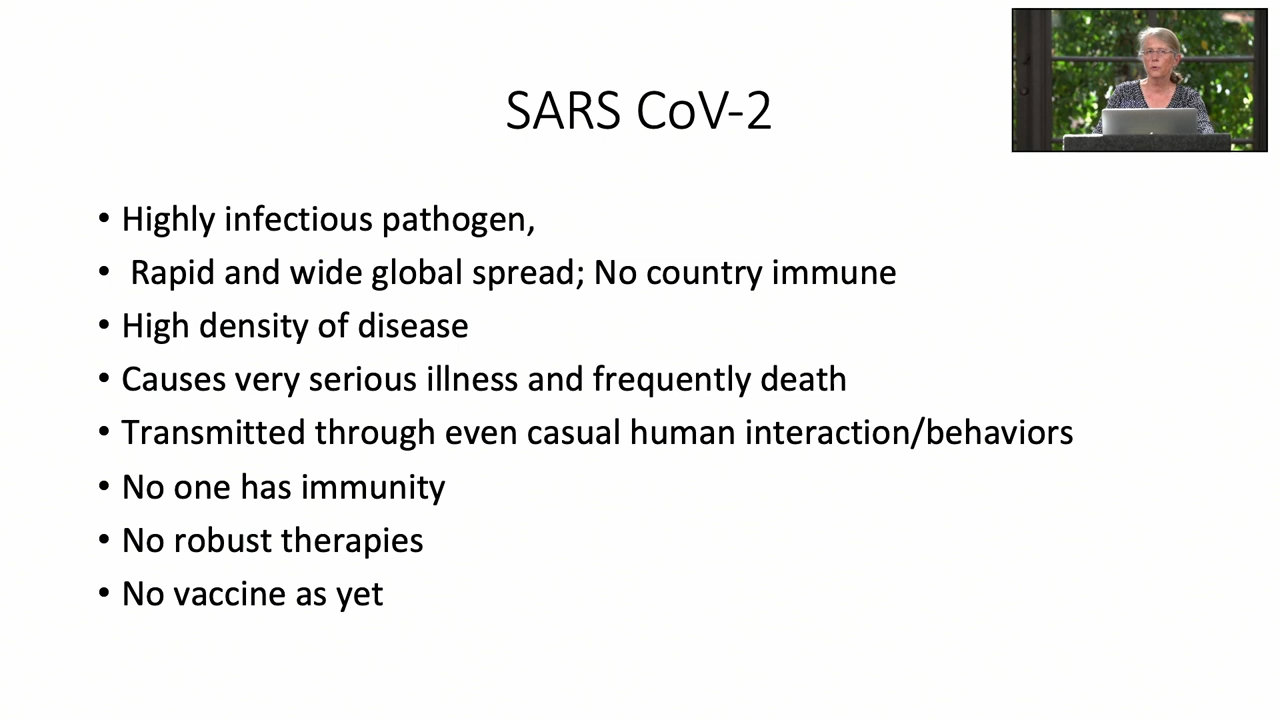 SARS CoV-2
• Highly infectious pathogen,
• Rapid and wide global spread; No country immune
• High density of disease
• Causes very serious illness and frequently death
• Transmitted through even casual human interaction/behaviors
• No one has immunity
• No robust therapies
• No vaccine as yet